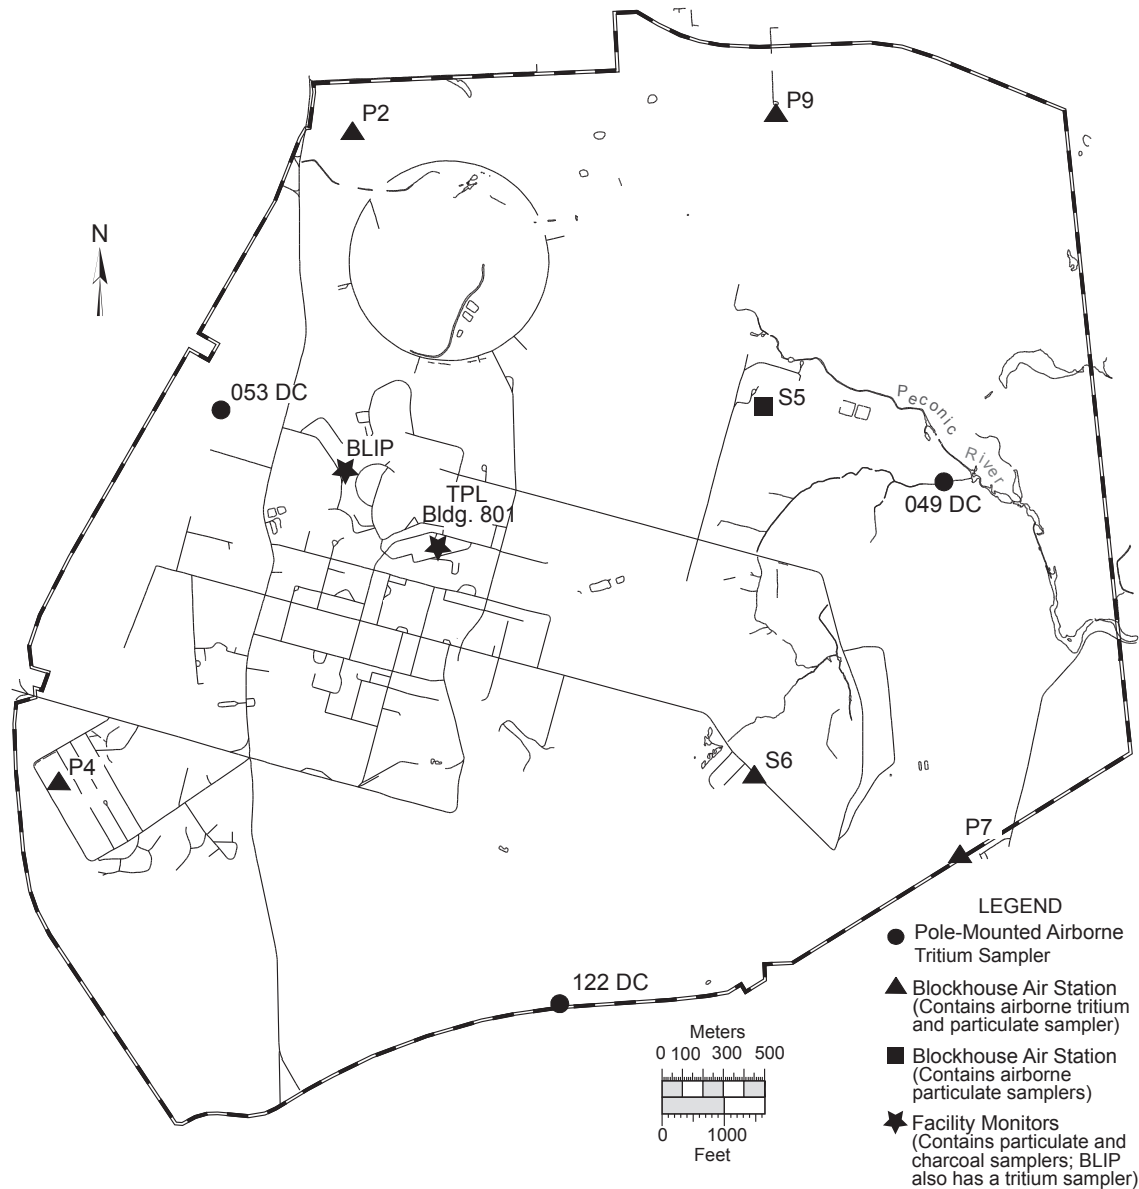 P2
P9
N
053 DC
S5
Peconic
River
BLIP
TPL
Bldg. 801
049 DC
P4
S6
P7
122 DC
LEGEND
Pole-Mounted Airborne
Tritium Sampler
Blockhouse Air Station
(Contains airborne tritium
and particulate sampler)
Blockhouse Air Station
(Contains airborne
particulate samplers)
Facility Monitors
(Contains particulate and
charcoal samplers; BLIP
also has a tritium sampler)
Meters
0 100 300 500
0 1000
Feet